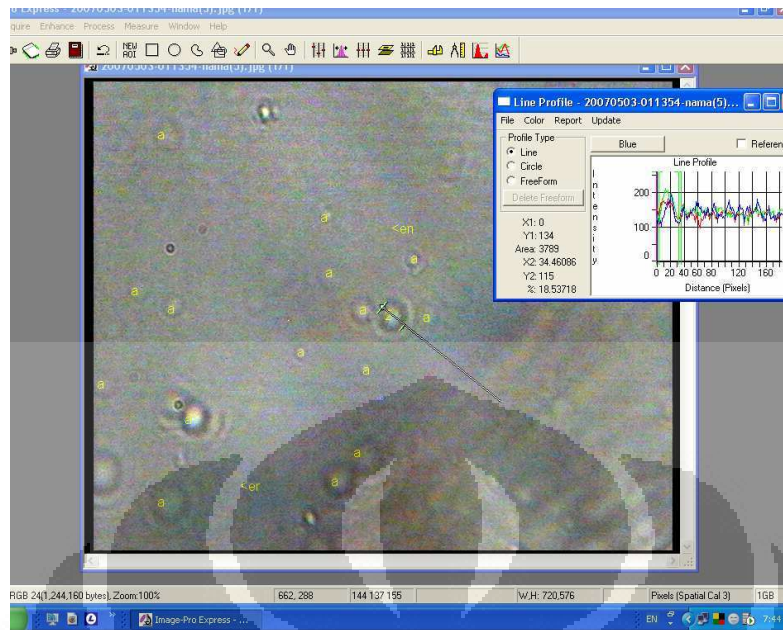 Express - 20070503-011354-nama(5).jpg (1/1)
quire Enhance Process Measure Window Help
NEW AOI
20070503-011354-nama(5).jpg (1/1)
Line Profile - 20070503-011354-nama(5)...
File Color Report Update
Profile Type
Line
Circle
FreeForm
Delete Freeform
Blue
Referen
Line Profile
Intensity
200
100
0
0 20 40 60 80 120 160
Distance (Pixels)
X1: 0
Y1: 134
Area: 3789
X2: 34.46086
Y2: 115
%: 18.53718
a
a
<en
a
a
a
a
a
a
a
a
a
a
a
<er
a
RGB 24(1,244,160 bytes), Zoom:100%
662, 288
144 137 155
W,H: 720,576
Pixels (Spatial Cal 3)
1GB
Image-Pro Express - ...
EN
7:44